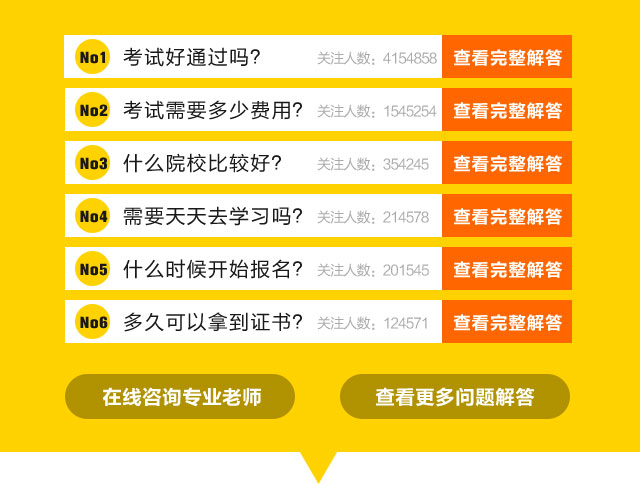 No1 考试好通过吗? 关注人数：4154858 查看完整解答
No2 考试需要多少费用? 关注人数：1545254 查看完整解答
No3 什么院校比较好? 关注人数：354245 查看完整解答
No4 需要天天去学习吗? 关注人数：214578 查看完整解答
No5 什么时候开始报名? 关注人数：201545 查看完整解答
No6 多久可以拿到证书? 关注人数：124571 查看完整解答
在线咨询专业老师 查看更多问题解答